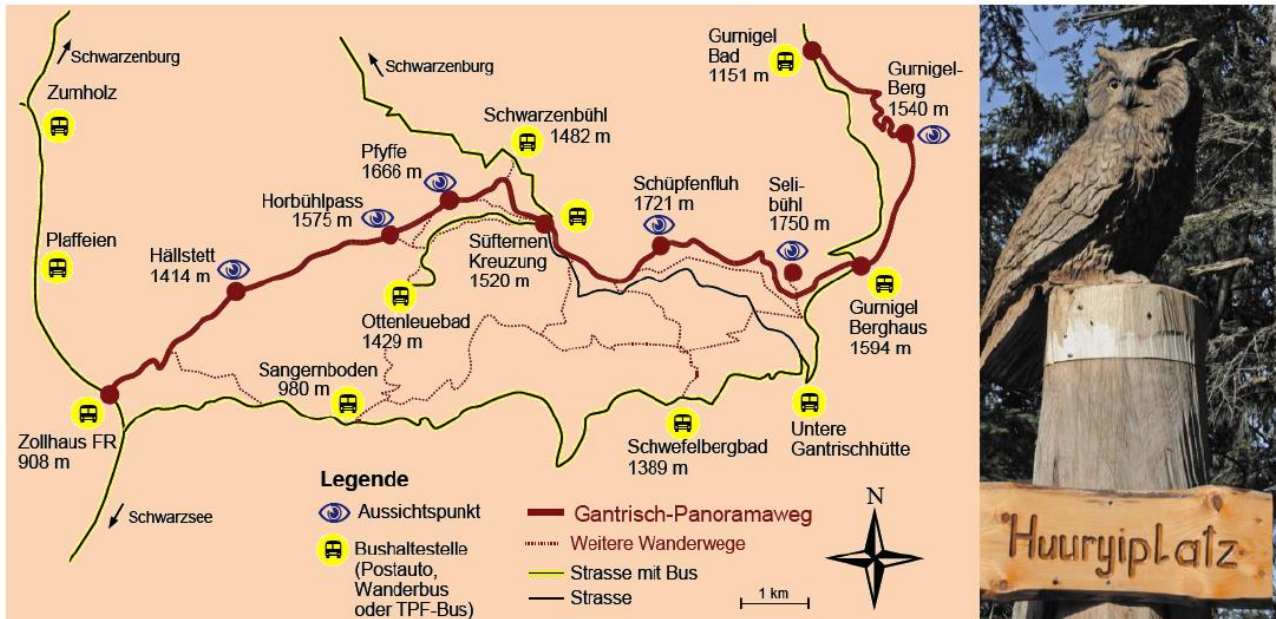 Schwarzenburg
Zumholz
Plaffeien
Hällstett
1414 m
Zollhaus FR
908 m
Schwarzsee
Schwarzenburg
Schwarzenbühl
1482 m
Pfyffe
1666 m
Horbühlpass
1575 m
Ottenleuebad
1429 m
Sangernboden
980 m
Süfternen
Kreuzung
1520 m
Schüpfenfluh
1721 m
Seli-
bühl
1750 m
Gurnigel
Bad
1151 m
Gurnigel-
Berg
1540 m
Gurnigel
Berghaus
1594 m
Untere
Gantrischhütte
Schwefelbergbad
1389 m
Legende
Aussichtspunkt
Bushaltestelle
(Postauto,
Wanderbus
oder TPF-Bus)
Gantrisch-Panoramaweg
Weitere Wanderwege
Strasse mit Bus
Strasse
1 km
N
Huuryiplatz